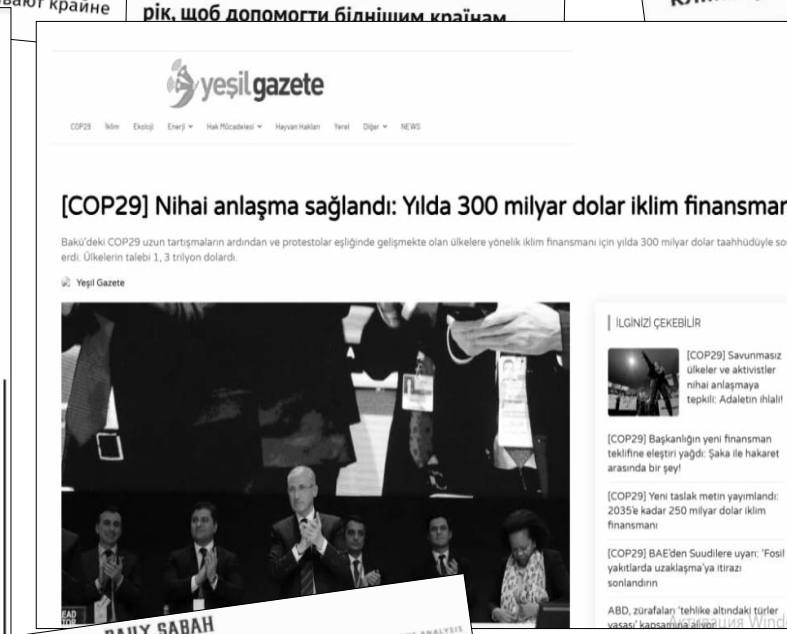 крайне
рік, щоб допомогти біднішим країнам
yeşilgazete
COP29 İklim Ekoloji Enerji Hak Mücadelesi Hayvan Hakları Yerel Diğer NEWS
[COP29] Nihai anlaşma sağlandı: Yılda 300 milyar dolar iklim finansman
Bakü'deki COP29 uzun tartışmaların ardından ve protestolar eşliğinde gelişmekte olan ülkelere yönelik iklim finansmanı için yılda 300 milyar dolar taahhüdüyle so
erdi. Ülkelerin talebi 1, 3 trilyon dolardı.
Yeşil Gazete
İLGİNİZİ ÇEKEBİLİR
[COP29] Savunmasız
ülkeler ve aktivistler
nihai anlaşmaya
tepkili: Adaletin ihlali!
[COP29] Başkanlığın yeni finansman
teklifine eleştiri yağdı: Şaka ile hakaret
arasında bir şey!
[COP29] Yeni taslak metin yayımlandı:
2035'e kadar 250 milyar dolar iklim
finansmanı
[COP29] BAE'den Suudilere uyarı: 'Fosil
yakıtlarda uzaklaşma'ya itirazı
sonlandırın
ABD, zürafaları 'tehlike altındaki türler
yasası' kapsamına alıyor
Активация Wind
DAILY SABAH
ANALYSIS